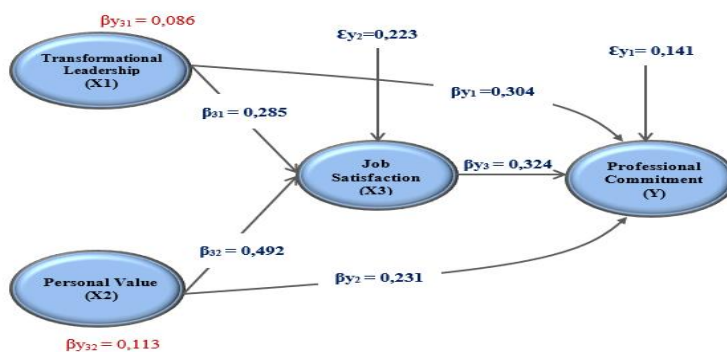 βy₃₁ = 0,086
Transformational
Leadership
(X1)
εy₂=0,223
εy₁=0,141
β₃₁ = 0,285
βy₁=0,304
Job
Satisfaction
(X3)
βy₃ = 0,324
Professional
Commitment
(Y)
β₃₂ = 0,492
βy₂ = 0,231
Personal Value
(X2)
βy₃₂ = 0,113